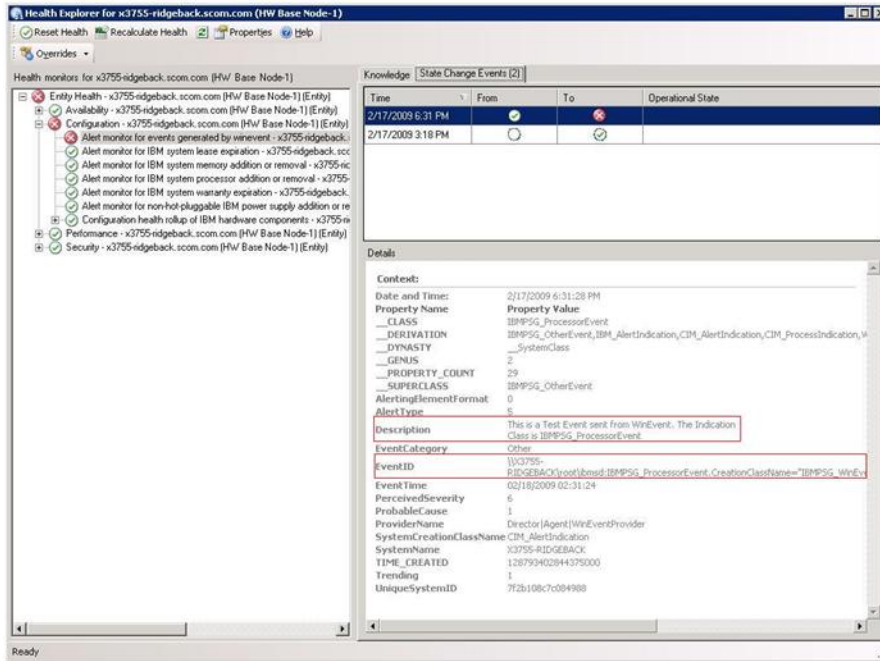 Health Explorer for x3755-ridgeback.scom.com (HW Base Node-1)
Reset Health Recalculate Health Properties Help
Overrides
Health monitors for x3755-ridgeback.scom.com (HW Base Node-1)
Entity Health - x3755-ridgeback.scom.com (HW Base Node-1) (Entity)
Availability - x3755-ridgeback.scom.com (HW Base Node-1) (Entity)
Configuration - x3755-ridgeback.scom.com (HW Base Node-1) (Entity)
Alert monitor for events generated by winevent - x3755-ridgeback.
Alert monitor for IBM system lease expiration - x3755-ridgeback.sco
Alert monitor for IBM system memory addition or removal - x3755-ric
Alert monitor for IBM system processor addition or removal - x3755-
Alert monitor for IBM system warranty expiration - x3755-ridgeback.
Alert monitor for non-hot-pluggable IBM power supply addition or re
Configuration health rollup of IBM hardware components - x3755-ri
Performance - x3755-ridgeback.scom.com (HW Base Node-1) (Entity)
Security - x3755-ridgeback.scom.com (HW Base Node-1) (Entity)
Knowledge State Change Events (2)
Time From To Operational State
2/17/2009 6:31 PM
2/17/2009 3:18 PM
Details
Context:
Date and Time: 2/17/2009 6:31:28 PM
Property Name Property Value
__CLASS IBMPSG_ProcessorEvent
__DERIVATION IBMPSG_OtherEvent,IBM_AlertIndication,CIM_AlertIndication,CIM_ProcessIndication,
__DYNASTY __SystemClass
__GENUS 2
__PROPERTY_COUNT 29
__SUPERCLASS IBMPSG_OtherEvent
AlertingElementFormat 0
AlertType 5
Description This is a Test Event sent from WinEvent. The Indication
Class is IBMPSG_ProcessorEvent
EventCategory Other
EventID \\X3755-
RIDGEBACK\root\ibmsd:IBMPSG_ProcessorEvent.CreationClassName="IBMPSG_WinEve
EventTime 02/18/2009 02:31:24
PerceivedSeverity 6
ProbableCause 1
ProviderName Director|Agent|WinEventProvider
SystemCreationClassName CIM_AlertIndication
SystemName X3755-RIDGEBACK
TIME_CREATED 128793402844375000
Trending 1
UniqueSystemID 7f2b108c7c084988
Ready